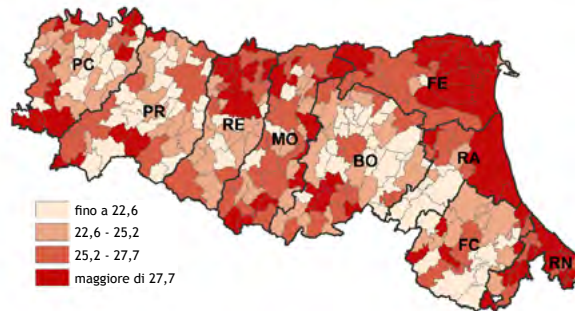 PC
PR
RE
MO
BO
FE
RA
FC
RN
fino a 22,6
22,6 - 25,2
25,2 - 27,7
maggiore di 27,7